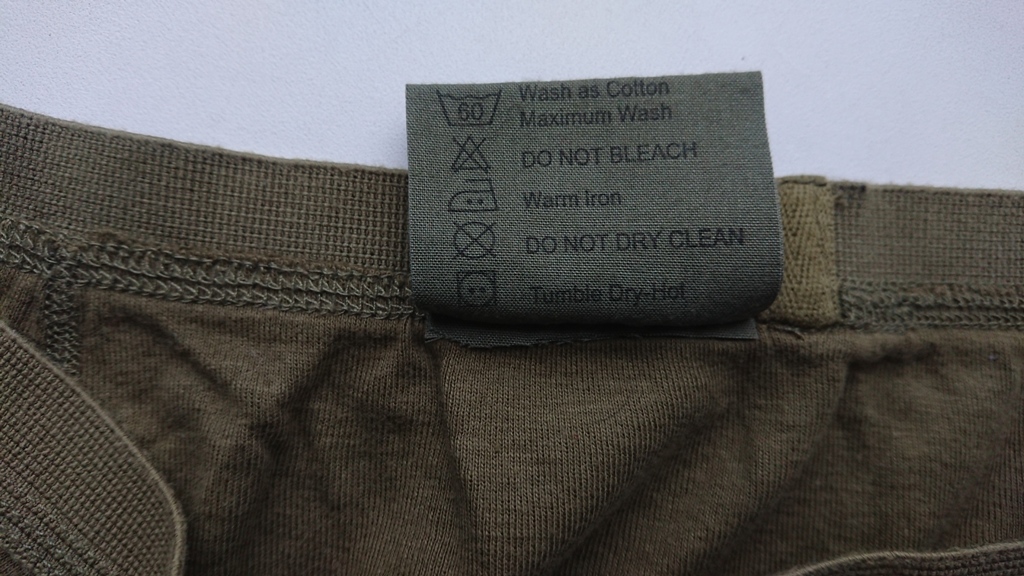 60 Wash as Cotton
Maximum Wash
DO NOT BLEACH
Warm Iron
DO NOT DRY CLEAN
Tumble Dry-Hot